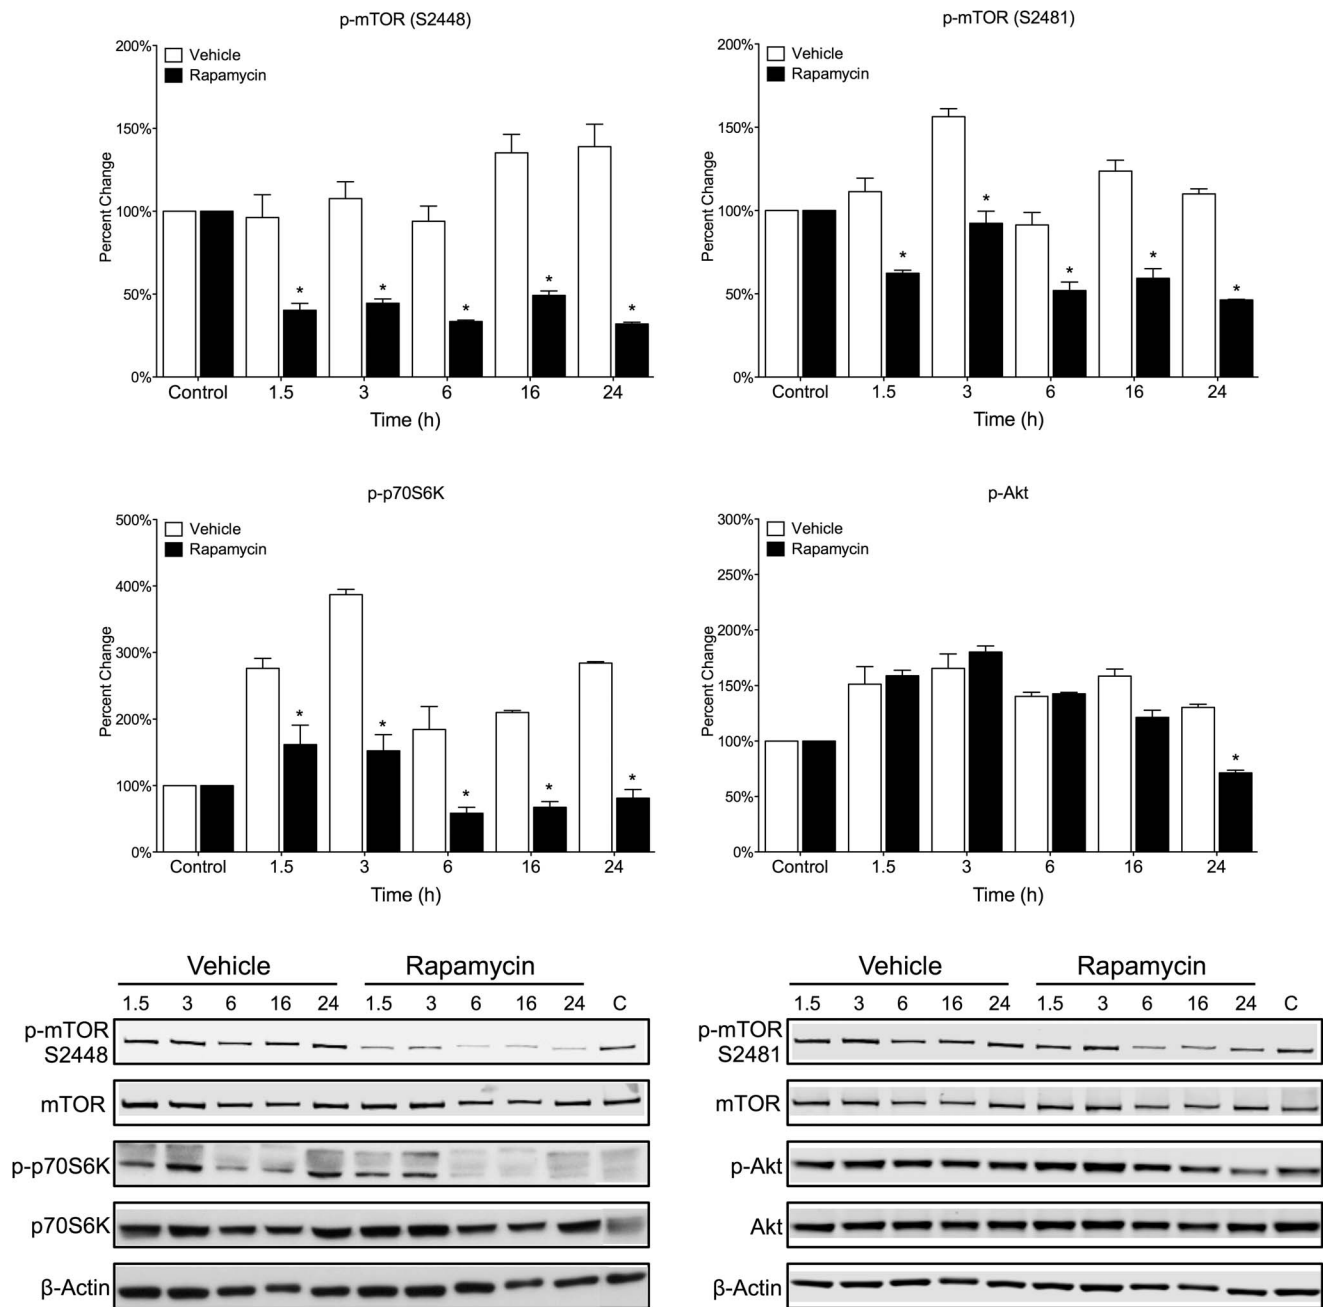 p-mTOR (S2448)
200%
150%
100%
50%
0%
Percent Change
Vehicle
Rapamycin
*
*
*
*
*
Control 1.5 3 6 16 24
Time (h)
p-mTOR (S2481)
200%
150%
100%
50%
0%
Percent Change
Vehicle
Rapamycin
*
*
*
*
*
Control 1.5 3 6 16 24
Time (h)
p-p70S6K
500%
400%
300%
200%
100%
0%
Percent Change
Vehicle
Rapamycin
*
*
*
*
*
Control 1.5 3 6 16 24
Time (h)
p-Akt
300%
250%
200%
150%
100%
50%
0%
Percent Change
Vehicle
Rapamycin
*
Control 1.5 3 6 16 24
Time (h)
Vehicle Rapamycin
1.5 3 6 16 24 1.5 3 6 16 24 C
p-mTOR
S2448
mTOR
p-p70S6K
p70S6K
β-Actin
Vehicle Rapamycin
1.5 3 6 16 24 1.5 3 6 16 24 C
p-mTOR
S2481
mTOR
p-Akt
Akt
β-Actin